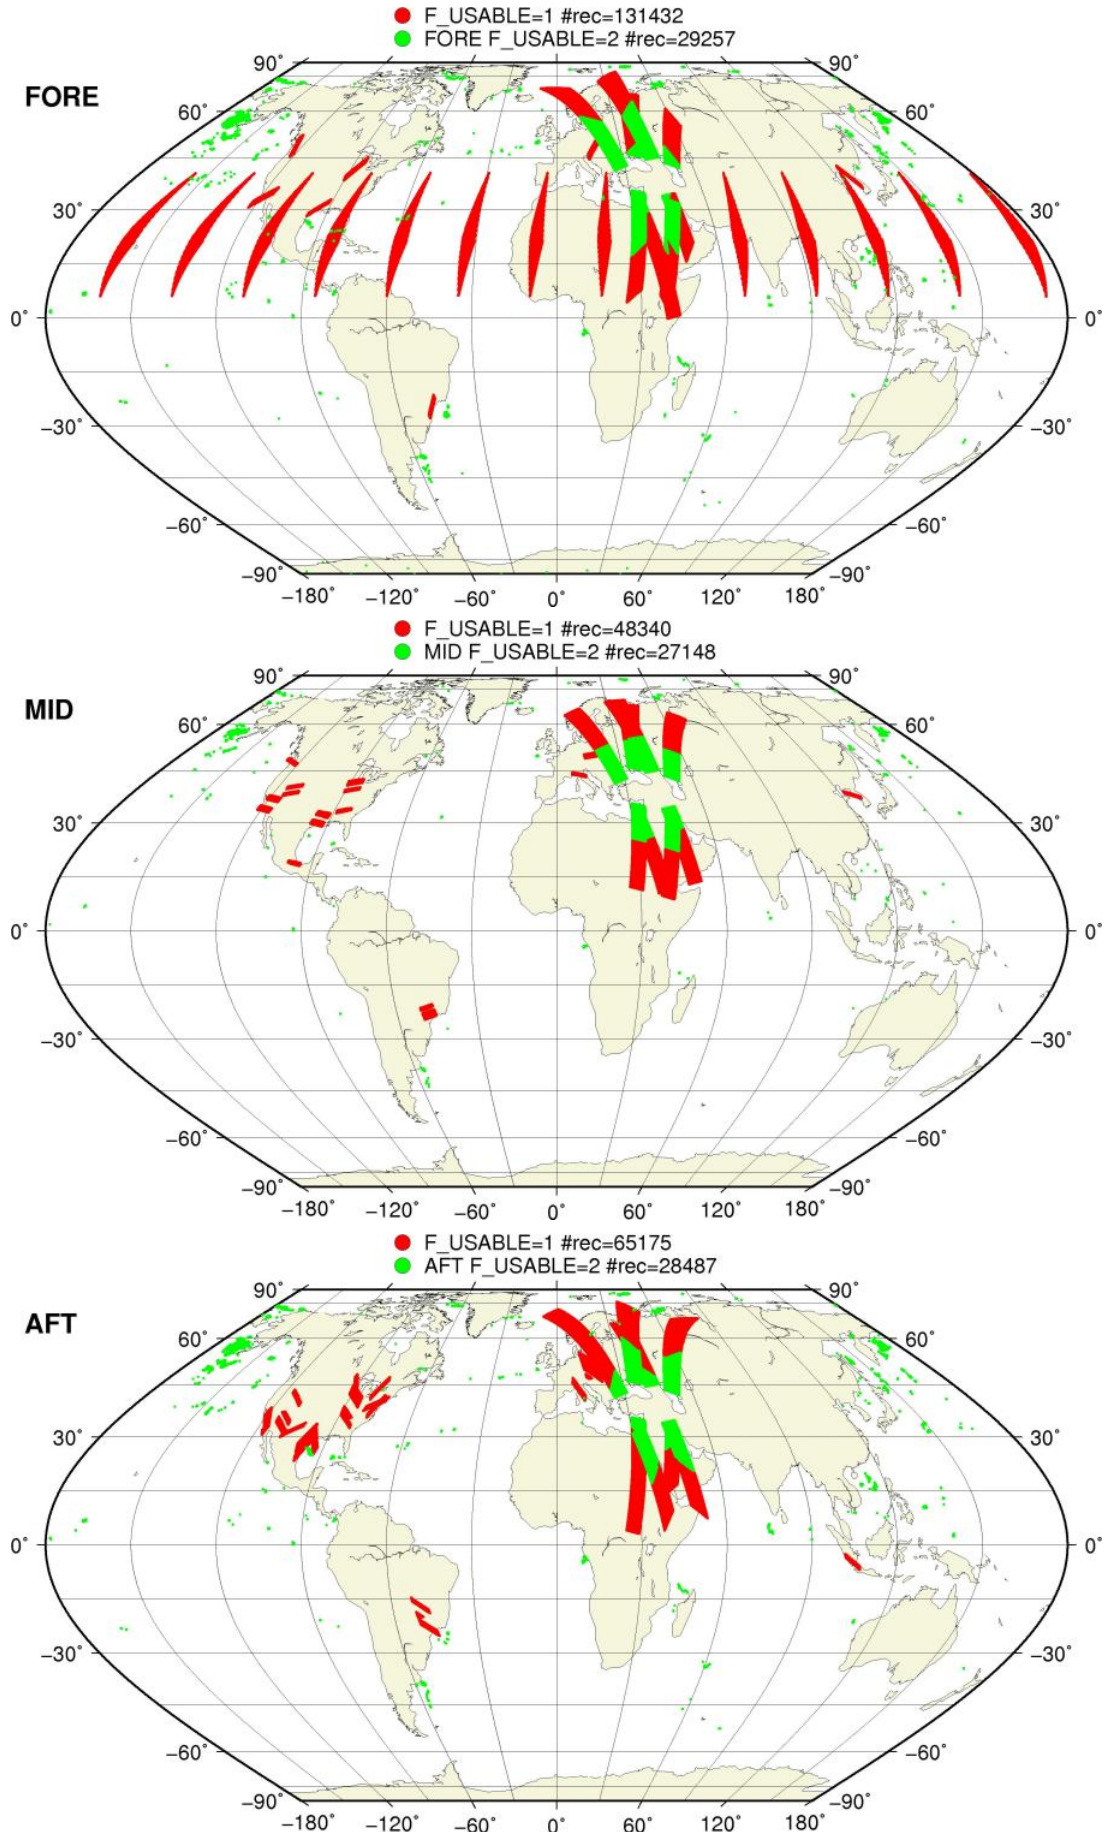 F_USABLE=1 #rec=131432
FORE F_USABLE=2 #rec=29257
FORE
90° 90°
60° 60°
30° 30°
0° 0°
−30° −30°
−60° −60°
−90° −90°
−180° −120° −60° 0° 60° 120° 180°
F_USABLE=1 #rec=48340
MID F_USABLE=2 #rec=27148
MID
90° 90°
60° 60°
30° 30°
0° 0°
−30° −30°
−60° −60°
−90° −90°
−180° −120° −60° 0° 60° 120° 180°
F_USABLE=1 #rec=65175
AFT F_USABLE=2 #rec=28487
AFT
90° 90°
60° 60°
30° 30°
0° 0°
−30° −30°
−60° −60°
−90° −90°
−180° −120° −60° 0° 60° 120° 180°